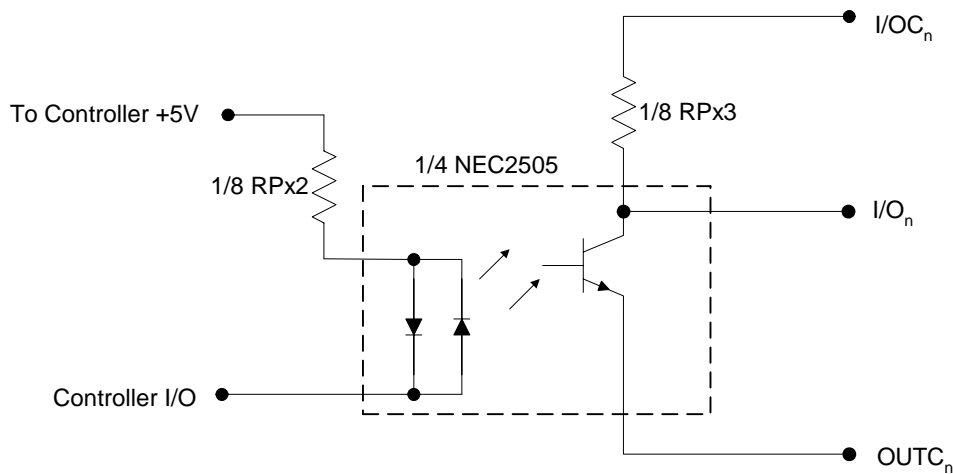 I/OCn
To Controller +5V
1/8 RPx3
1/4 NEC2505
1/8 RPx2
I/On
Controller I/O
OUTCn